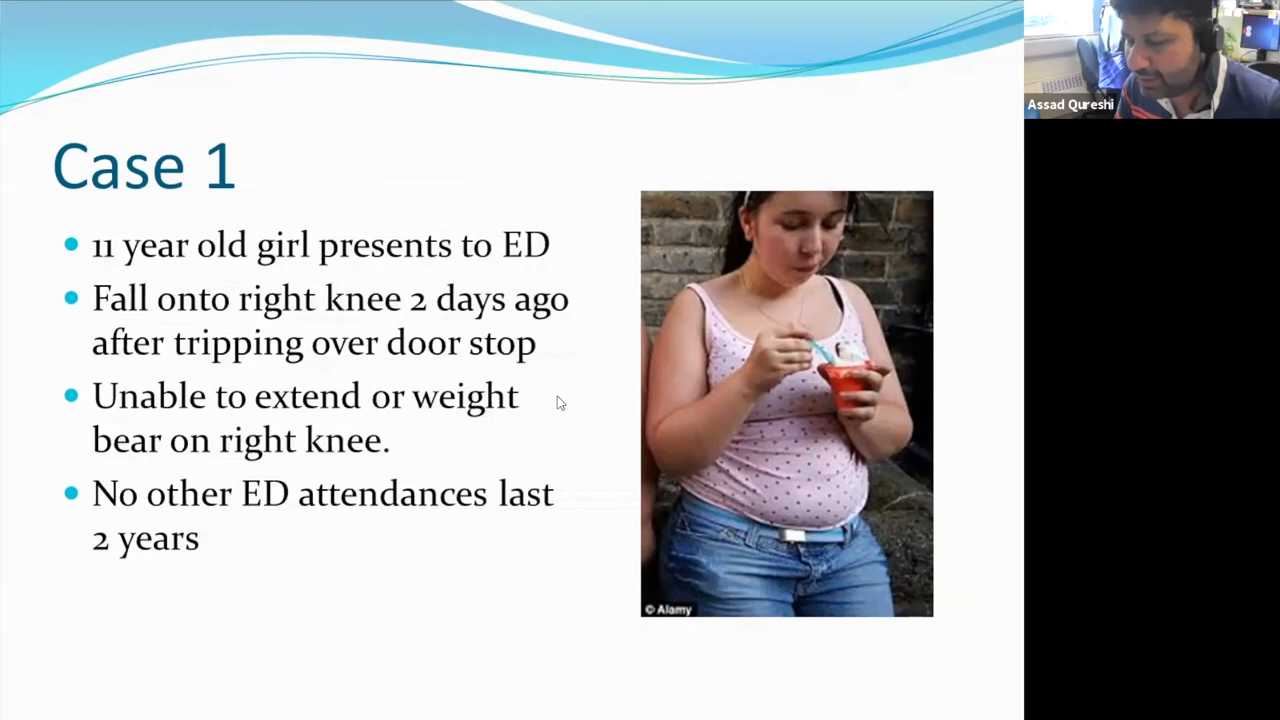 Assad Qureshi
Case 1
11 year old girl presents to ED
Fall onto right knee 2 days ago
after tripping over door stop
Unable to extend or weight
bear on right knee.
No other ED attendances last
2 years
© Alamy